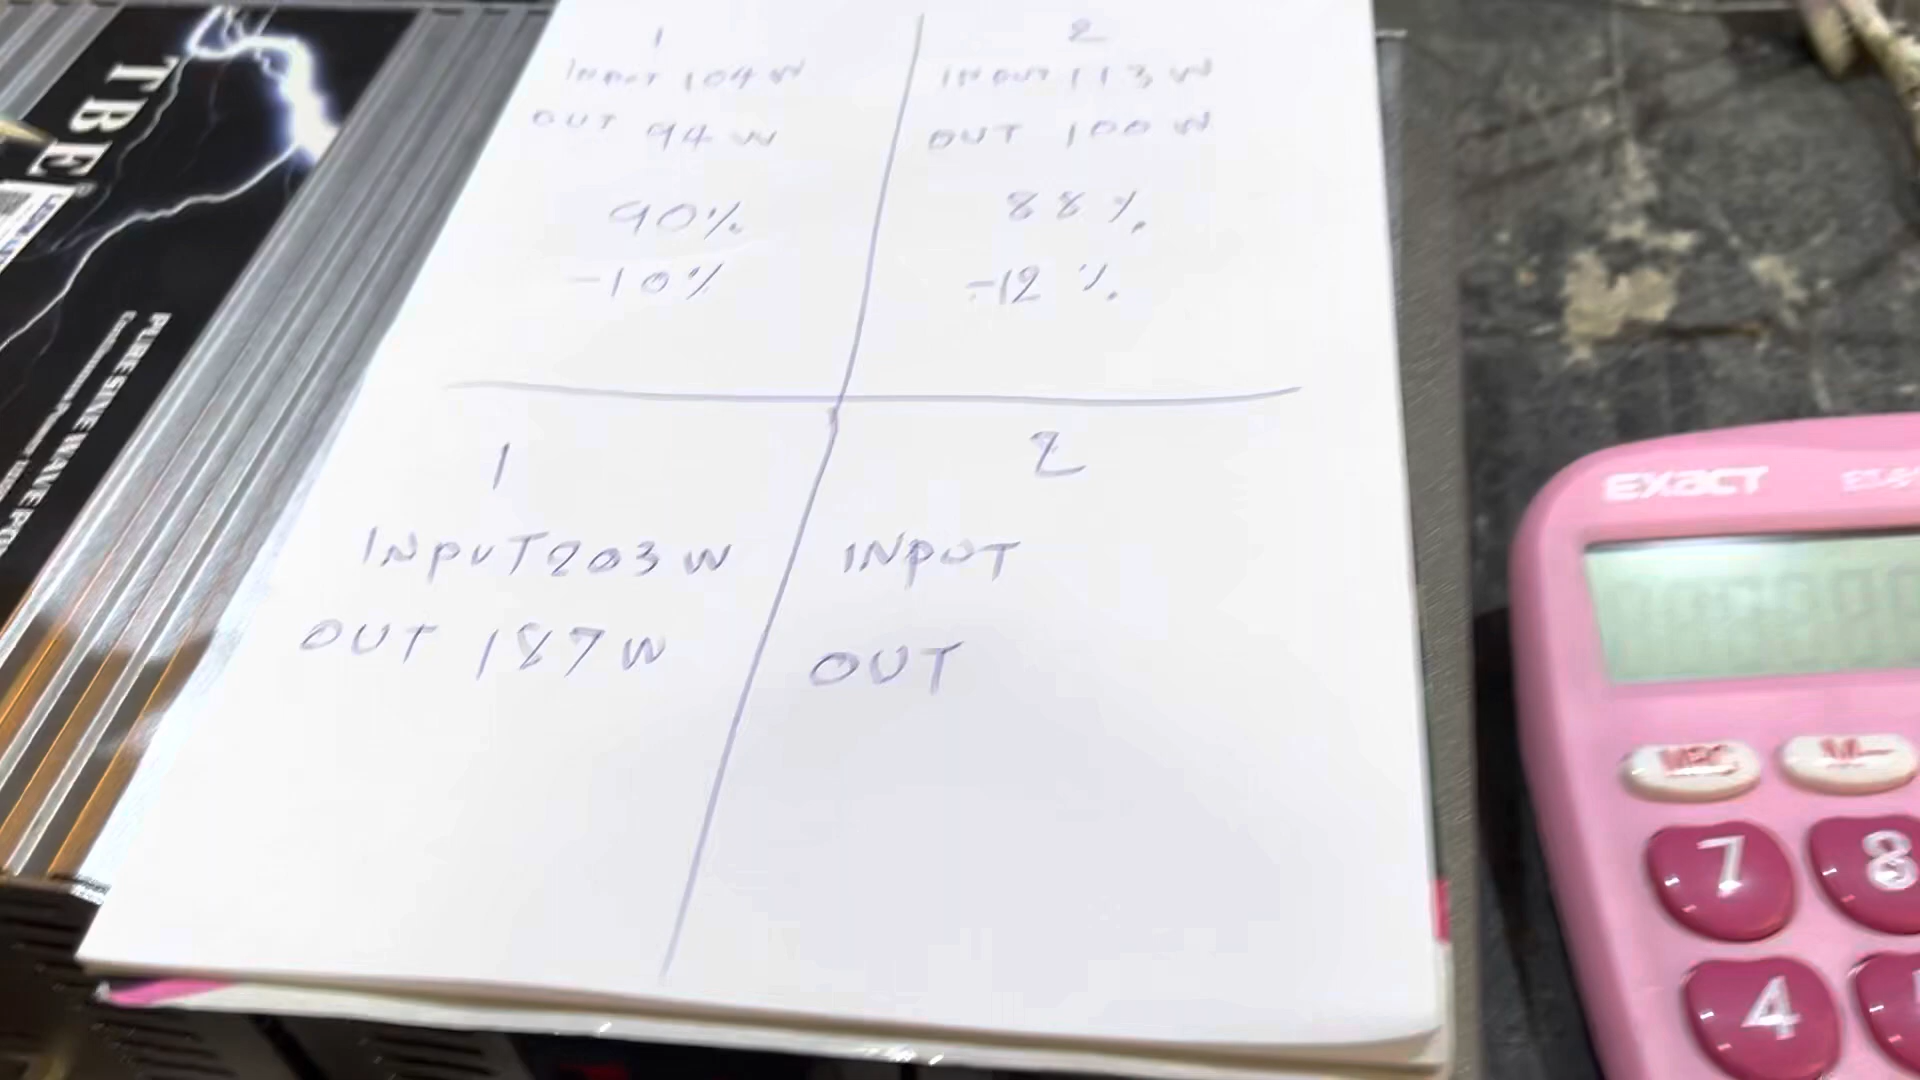 TBE
PURE SINE WAVE
1
INPUT 104 W
OUT 94 W
90%
-10%
2
INPUT 113 W
OUT 100 W
88%
-12%
1
INPUT 203 W
OUT 187 W
2
INPUT
OUT
EXACT
7
8
4